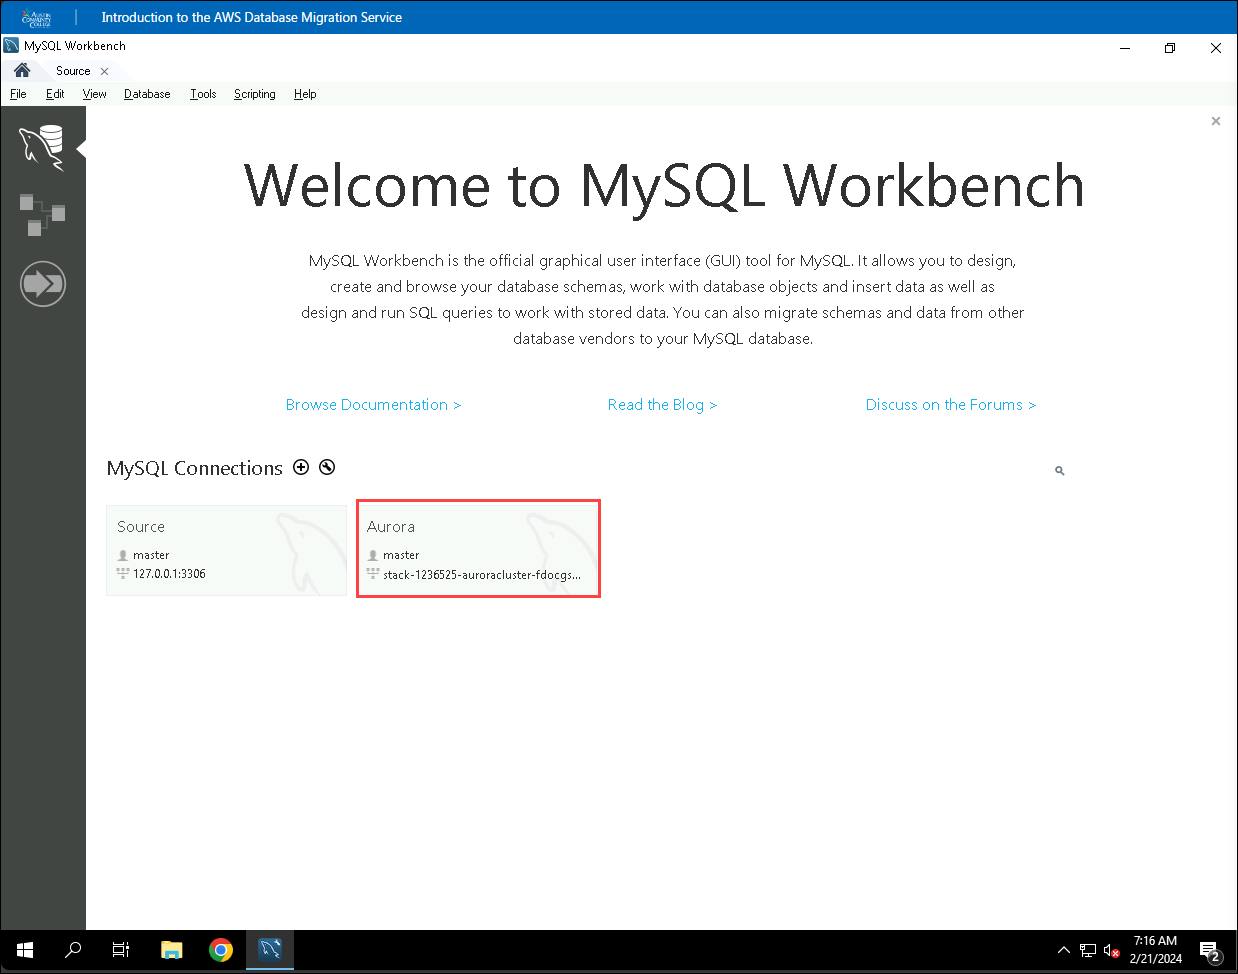 AUSTIN
COMMUNITY
COLLEGE
Introduction to the AWS Database Migration Service
MySQL Workbench
Source
File Edit View Database Tools Scripting Help
Welcome to MySQL Workbench
MySQL Workbench is the official graphical user interface (GUI) tool for MySQL. It allows you to design,
create and browse your database schemas, work with database objects and insert data as well as
design and run SQL queries to work with stored data. You can also migrate schemas and data from other
database vendors to your MySQL database.
Browse Documentation > Read the Blog > Discuss on the Forums >
MySQL Connections
Source
master
127.0.0.1:3306
Aurora
master
stack-1236525-auroracluster-fdocgs...
7:16 AM
2/21/2024
2